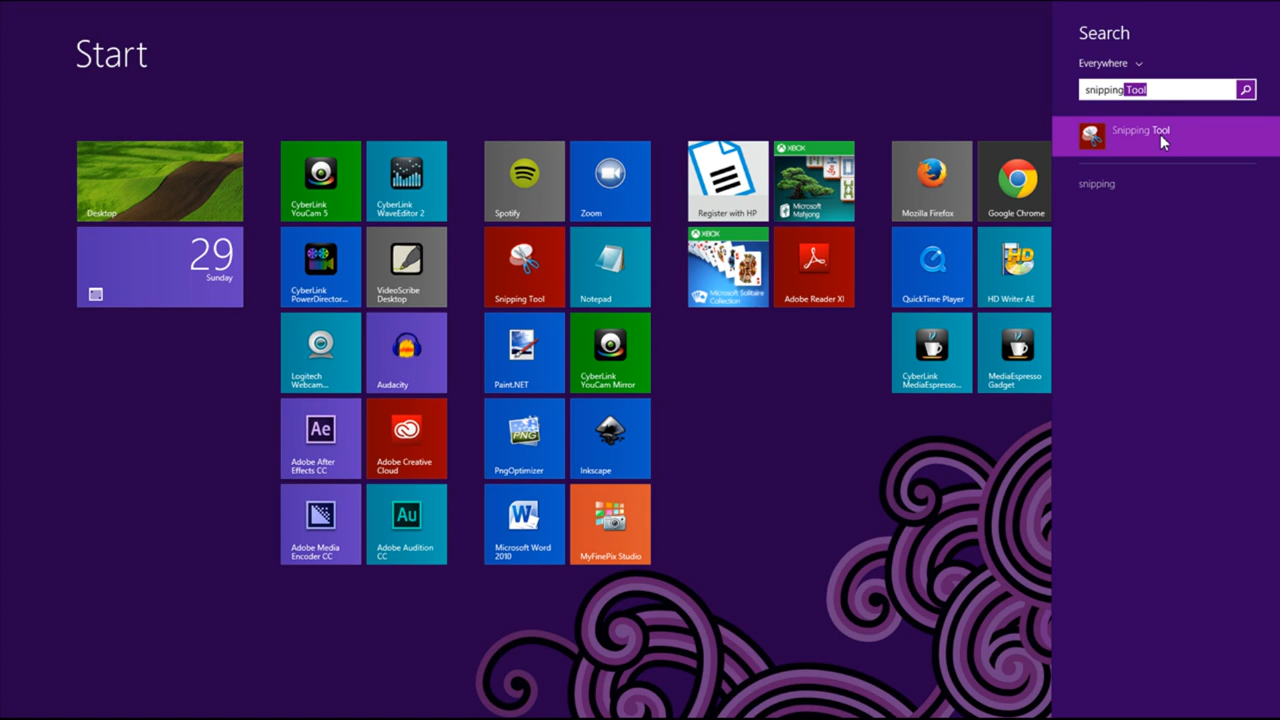 Start
Desktop
29
Sunday
CyberLink
YouCam 5
CyberLink
WaveEditor 2
CyberLink
PowerDirector...
VideoScribe
Desktop
Logitech
Webcam...
Audacity
Ae
Adobe After
Effects CC
Adobe Creative
Cloud
Adobe Media
Encoder CC
Au
Adobe Audition
CC
Spotify
Zoom
Snipping Tool
Notepad
Paint.NET
CyberLink
YouCam Mirror
PNG
PngOptimizer
Inkscape
W
Microsoft Word
2010
MyFinePix Studio
Register with HP
XBOX
Microsoft
Mahjong
XBOX
Microsoft Solitaire
Collection
Adobe Reader XI
Mozilla Firefox
Google Chrome
QuickTime Player
HD
HD Writer AE
CyberLink
MediaEspresso...
MediaEspresso
Gadget
Search
Everywhere
snipping Tool
Snipping Tool
snipping